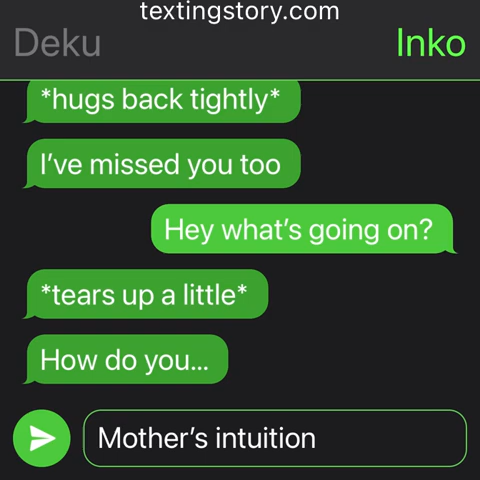 textingstory.com
Deku
Inko
*hugs back tightly*
I’ve missed you too
Hey what’s going on?
*tears up a little*
How do you...
Mother’s intuition